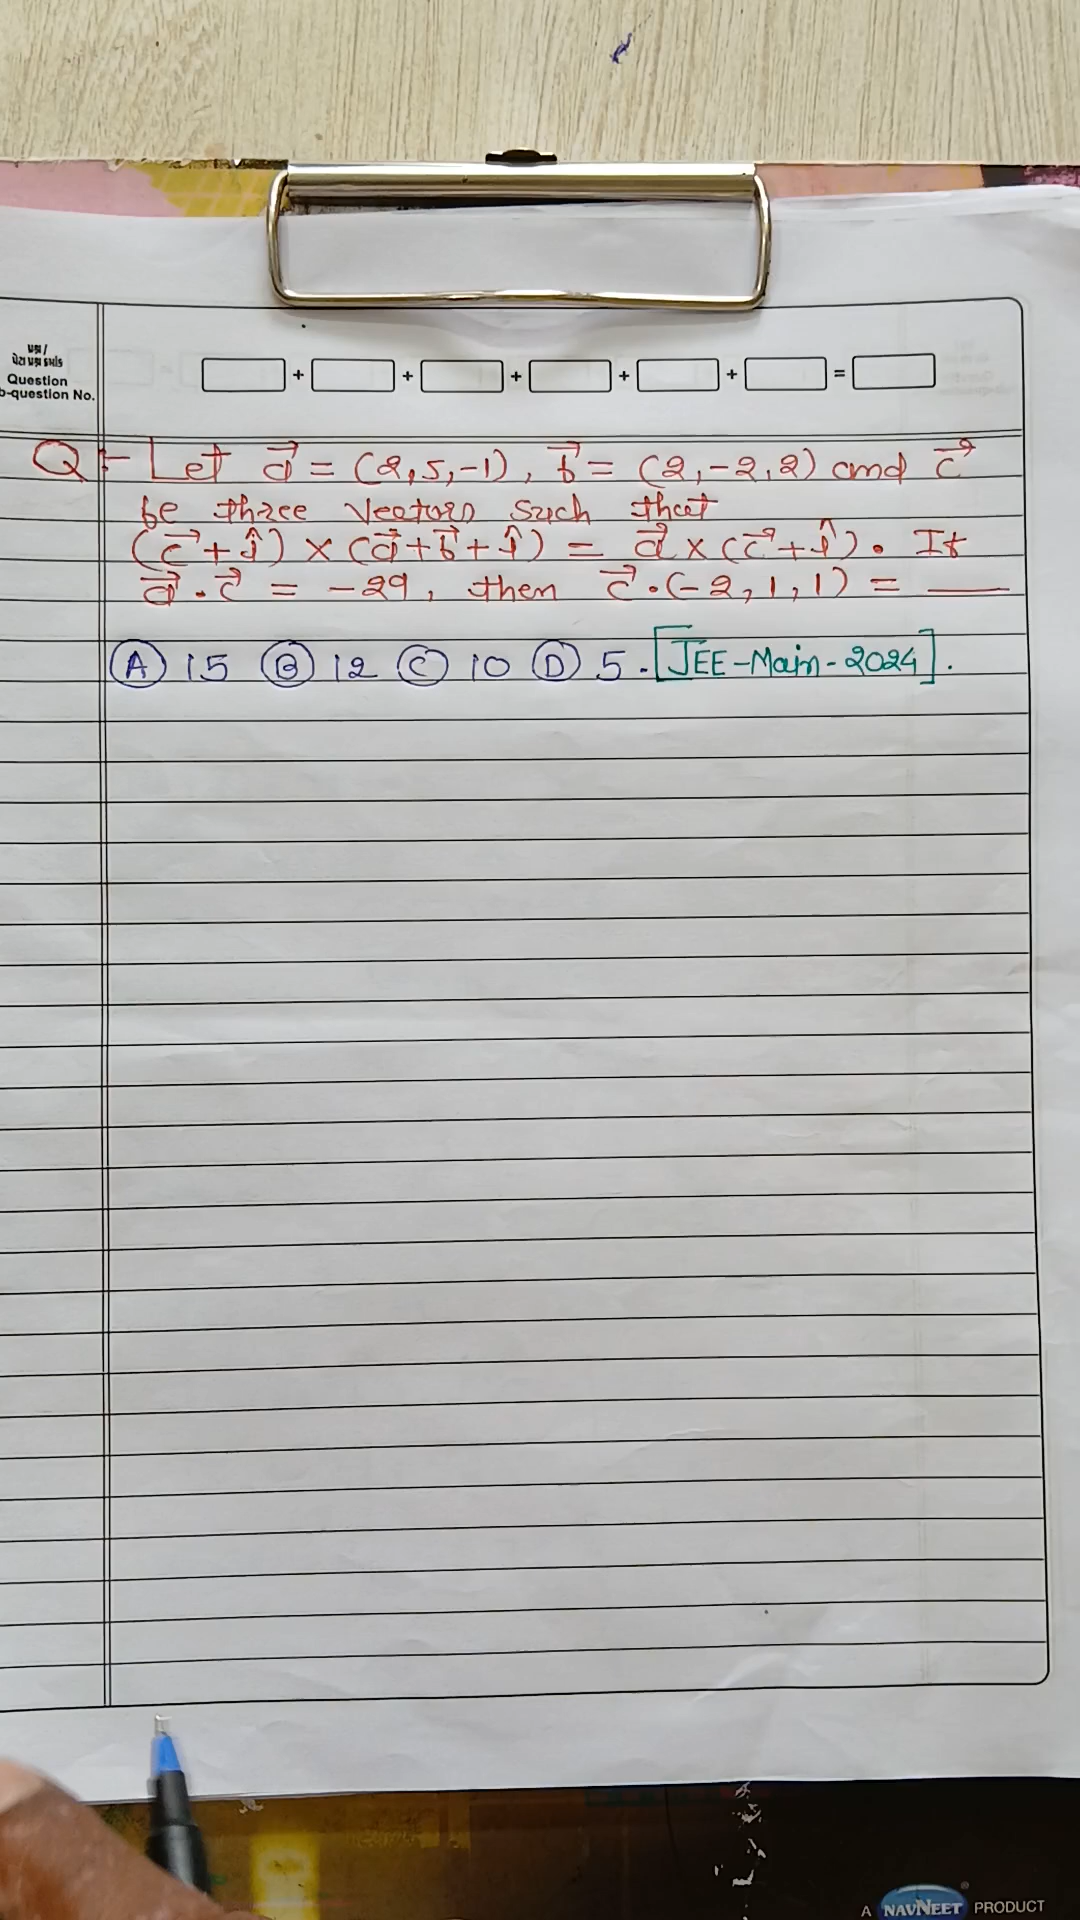 Question
b-question No.
+ + + + + =
Q:- Let a⃗ = (2,5,-1), b⃗ = (2,-2,2) and c⃗
be three vectors such that
(c⃗ + î) × (a⃗ + b⃗ + î) = a⃗ × (c⃗ + î). If
a⃗ . c⃗ = -29, then c⃗ . (-2,1,1) = ___
(A) 15 (B) 12 (C) 10 (D) 5. [JEE-Main-2024].
A NAVNEET PRODUCT